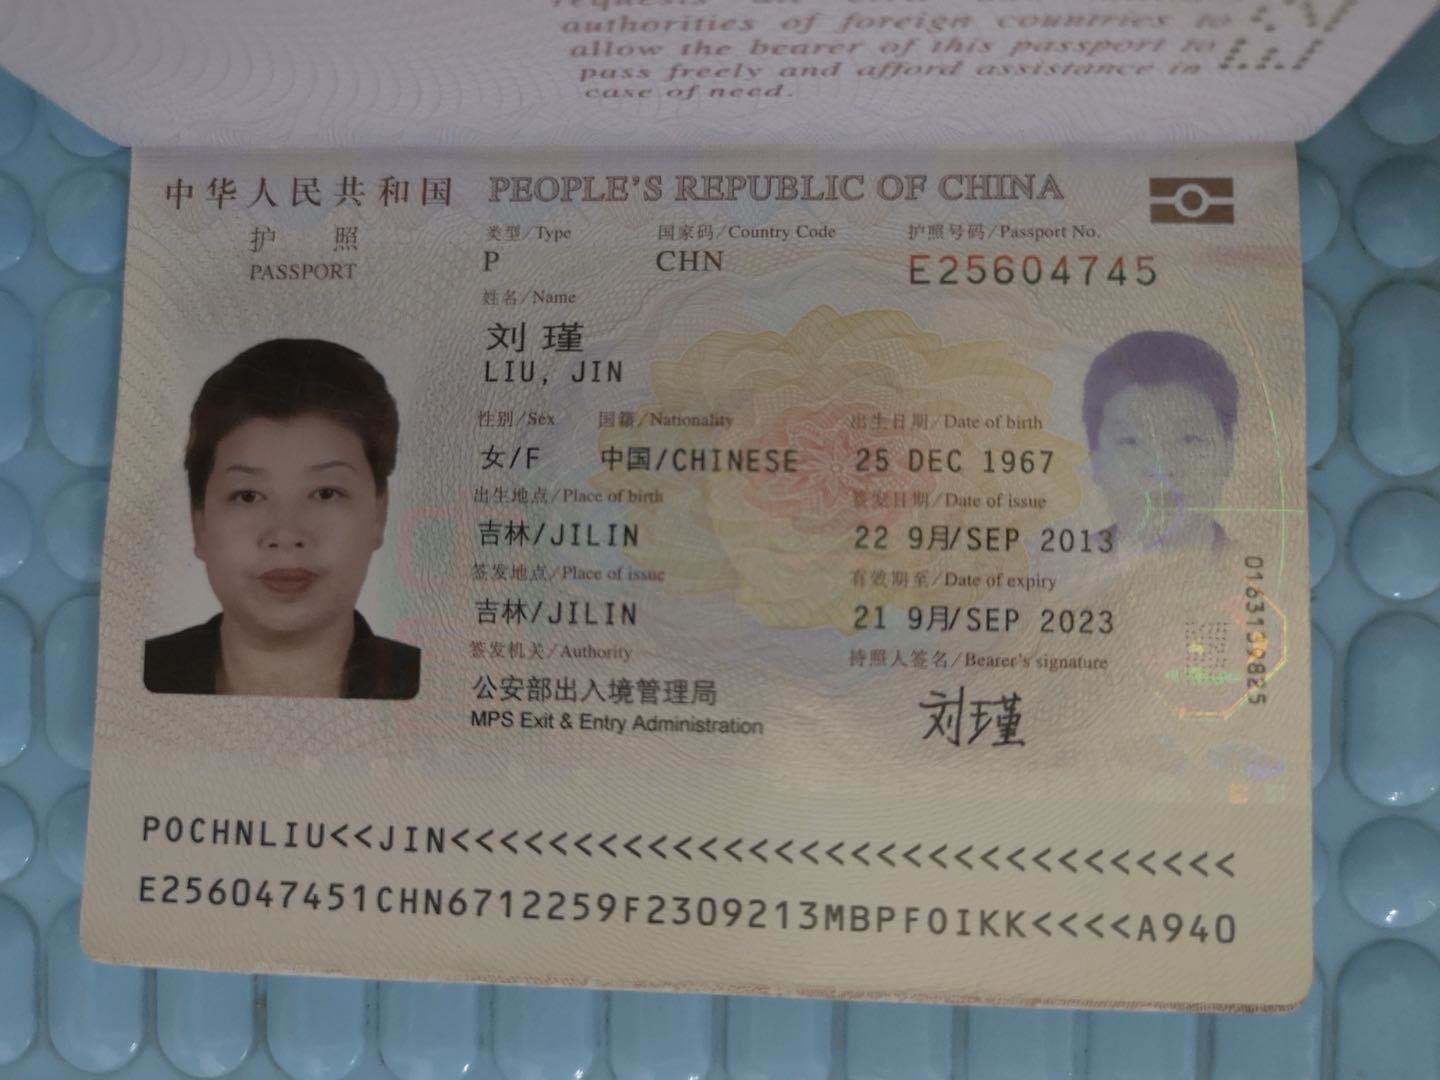 authorities of foreign countries to
allow the bearer of this passport to
pass freely and afford assistance in
case of need.
中华人民共和国 PEOPLE'S REPUBLIC OF CHINA
护 照
PASSPORT
类型/Type 国家码/Country Code 护照号码/Passport No.
P CHN E25604745
姓名/Name
刘 瑾
LIU, JIN
性别/Sex 国籍/Nationality 出生日期/Date of birth
女/F 中国/CHINESE 25 DEC 1967
出生地点/Place of birth 签发日期/Date of issue
吉林/JILIN 22 9月/SEP 2013
签发地点/Place of issue 有效期至/Date of expiry
吉林/JILIN 21 9月/SEP 2023
签发机关/Authority 持照人签名/Bearer's signature
公安部出入境管理局
MPS Exit & Entry Administration
刘瑾
POCHNLIU<<JIN<<<<<<<<<<<<<<<<<<<<<<<<<<<<<<<
E256047451CHN6712259F2309213MBPFOIKK<<<<A940